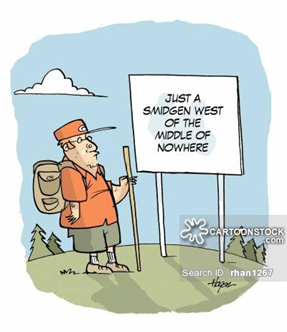 JUST A
SMIDGEN WEST
OF THE
MIDDLE OF
NOWHERE
CARTOONSTOCK
.com
Search ID rhan1267